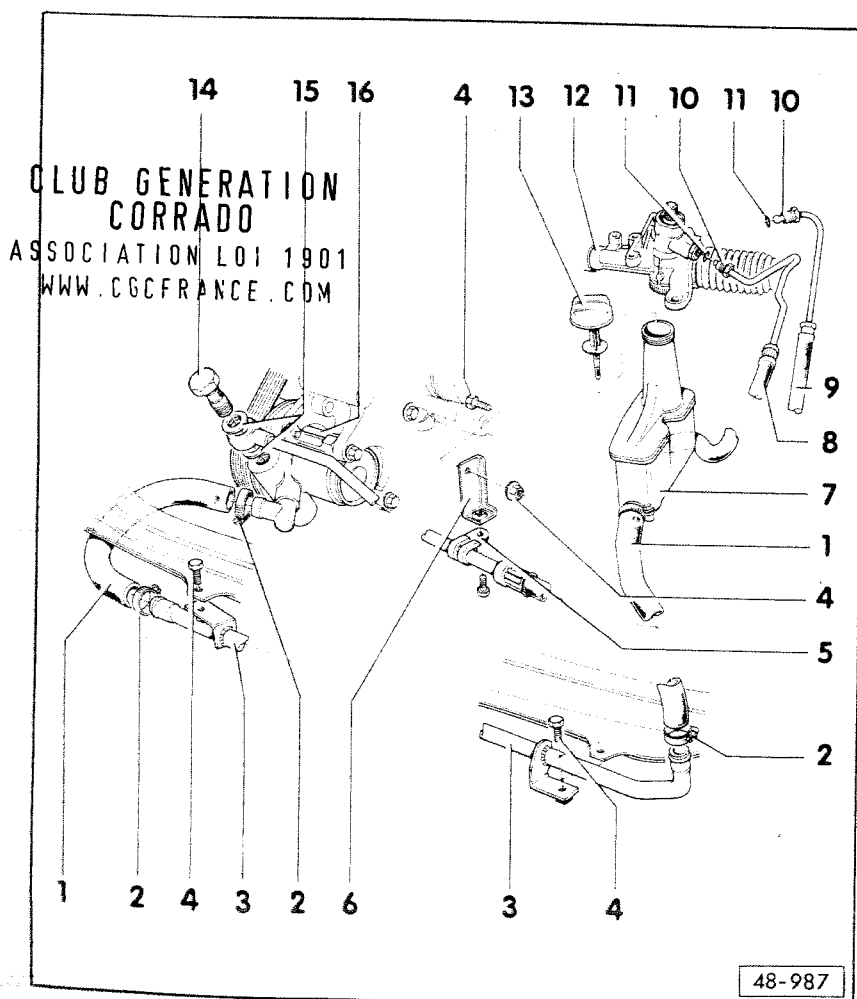 14 15 16 4 13 12 11 10 11 10
CLUB GENERATION
CORRADO
ASSOCIATION LOI 1901
WWW.CGCFRANCE.COM
9
8
7
1
4
5
2
1 2 4 3 2 6 3 4
48-987